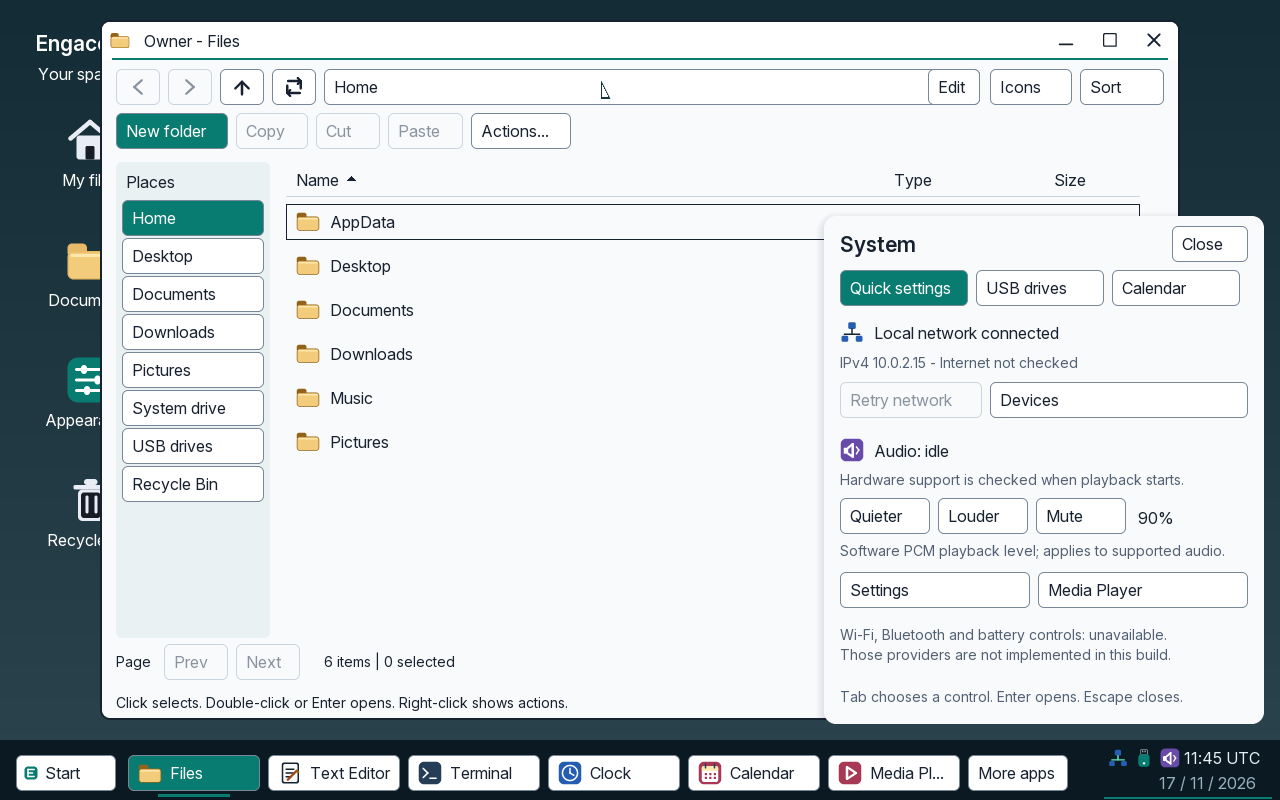 Owner - Files
Home
Edit
Icons
Sort
New folder
Copy
Cut
Paste
Actions...
Places
Home
Desktop
Documents
Downloads
Pictures
System drive
USB drives
Recycle Bin
Name
Type
Size
AppData
Desktop
Documents
Downloads
Music
Pictures
Page
Prev
Next
6 items | 0 selected
Click selects. Double-click or Enter opens. Right-click shows actions.
System
Close
Quick settings
USB drives
Calendar
Local network connected
IPv4 10.0.2.15 - Internet not checked
Retry network
Devices
Audio: idle
Hardware support is checked when playback starts.
Quieter
Louder
Mute
90%
Software PCM playback level; applies to supported audio.
Settings
Media Player
Wi-Fi, Bluetooth and battery controls: unavailable.
Those providers are not implemented in this build.
Tab chooses a control. Enter opens. Escape closes.
Your
My
Start
Files
Text Editor
Terminal
Clock
Calendar
Media Pl...
More apps
11:45 UTC
17 / 11 / 2026